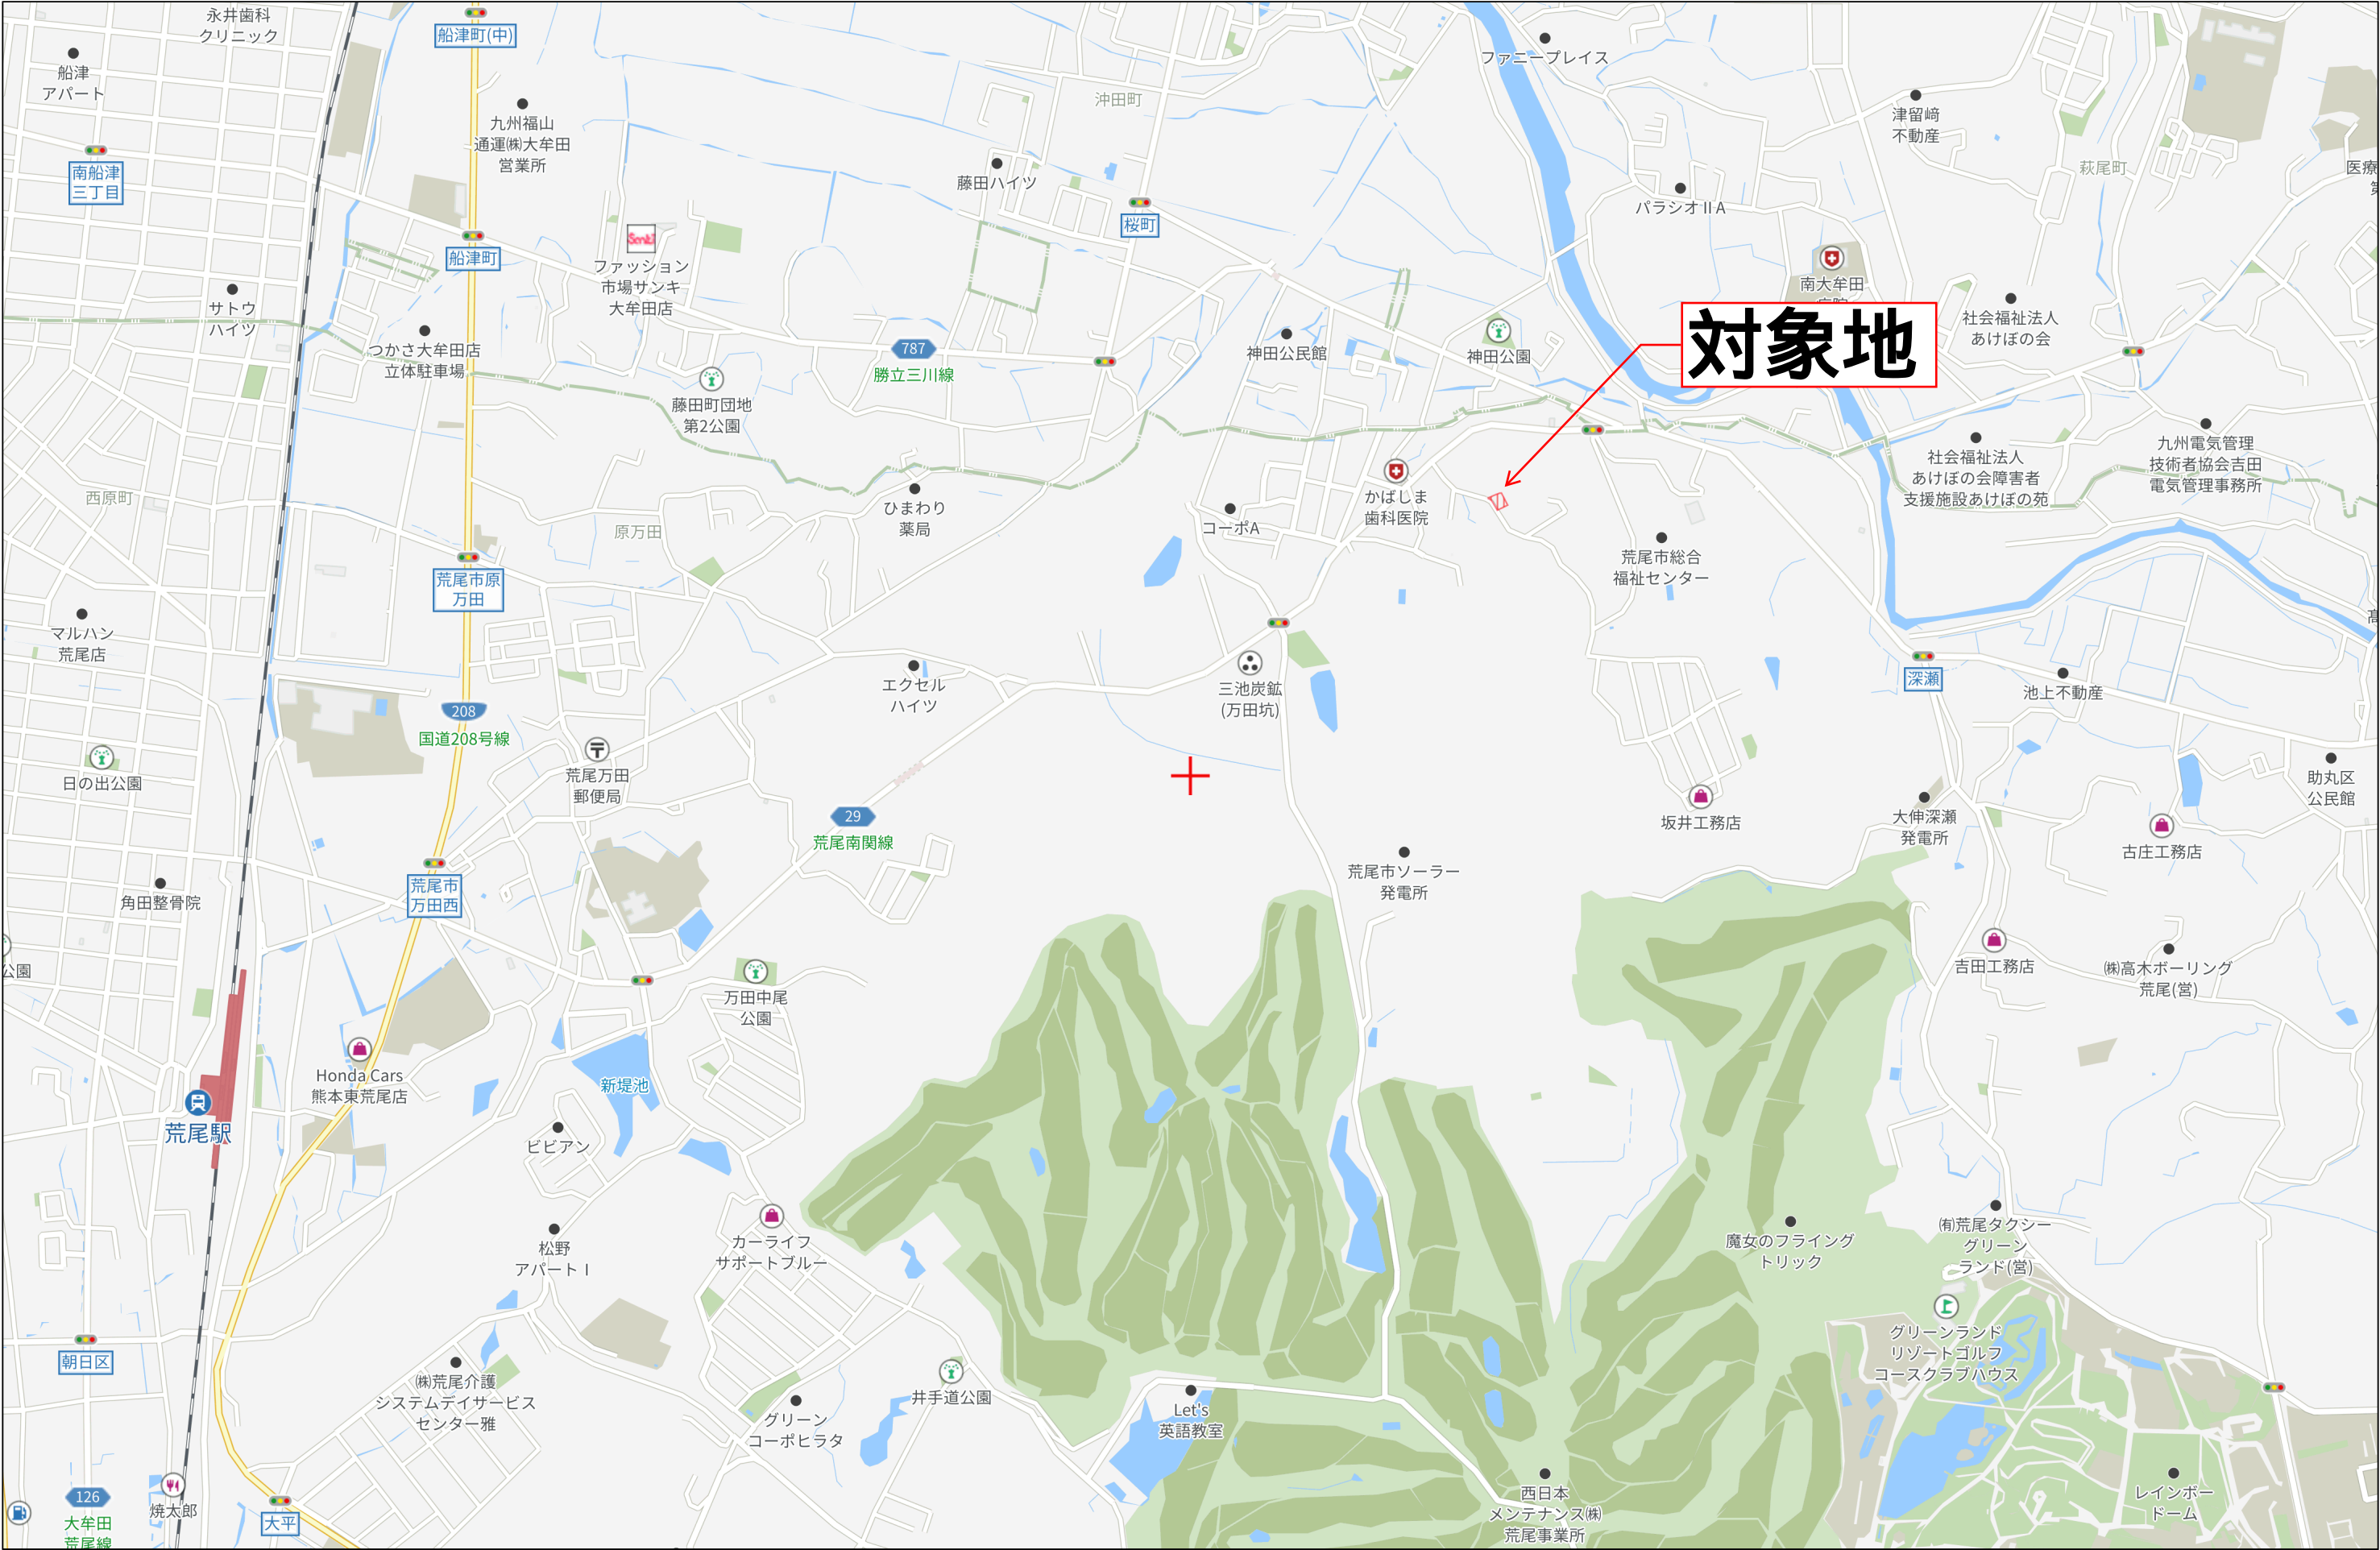 永井歯科
クリニック
船津
アパート
船津町(中)
九州福山
通運㈱大牟田
営業所
南船津
三丁目
船津町
ファッション
市場サンキ
大牟田店
沖田町
藤田ハイツ
桜町
ファニープレイス
津留﨑
不動産
萩尾町
医療
パラシオⅡA
南大牟田
対象地
サトウ
ハイツ
つかさ大牟田店
立体駐車場
787
勝立三川線
藤田町団地
第2公園
神田公民館
神田公園
社会福祉法人
あけぼの会
西原町
原万田
ひまわり
薬局
コーポA
かばしま
歯科医院
荒尾市総合
福祉センター
社会福祉法人
あけぼの会障害者
支援施設あけぼの苑
九州電気管理
技術者協会吉田
電気管理事務所
荒尾市原
万田
マルハン
荒尾店
エクセル
ハイツ
三池炭鉱
(万田坑)
深瀬
池上不動産
208
国道208号線
日の出公園
荒尾万田
郵便局
29
荒尾南関線
坂井工務店
大伸深瀬
発電所
古庄工務店
助丸区
公民館
荒尾市
万田西
角田整骨院
荒尾市ソーラー
発電所
公園
万田中尾
公園
吉田工務店
㈱高木ボーリング
荒尾(営)
Honda Cars
熊本東荒尾店
新堤池
荒尾駅
ビビアン
松野
アパートⅠ
カーライフ
サポートブルー
魔女のフライング
トリック
㈲荒尾タクシー
グリーン
ランド(営)
グリーンランド
リゾートゴルフ
コースクラブハウス
朝日区
㈱荒尾介護
システムデイサービス
センター雅
井手道公園
グリーン
コーポヒラタ
Let's
英語教室
西日本
メンテナンス㈱
荒尾事業所
レインボー
ドーム
126
大牟田
荒尾線
焼太郎
大平